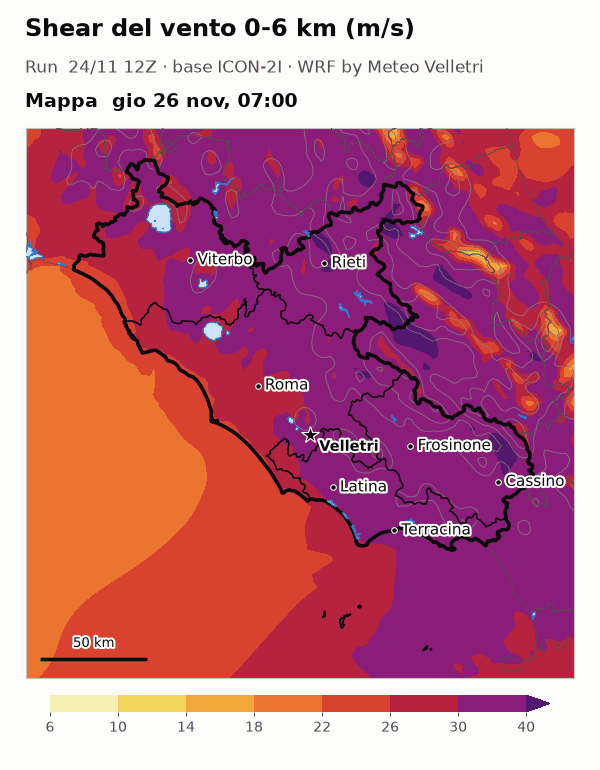 Shear del vento 0-6 km (m/s)
Run  24/11 12Z · base ICON-2I · WRF by Meteo Velletri
Mappa  gio 26 nov, 07:00
Viterbo
Rieti
Roma
Velletri
Frosinone
Cassino
Latina
Terracina
50 km
6 10 14 18 22 26 30 40